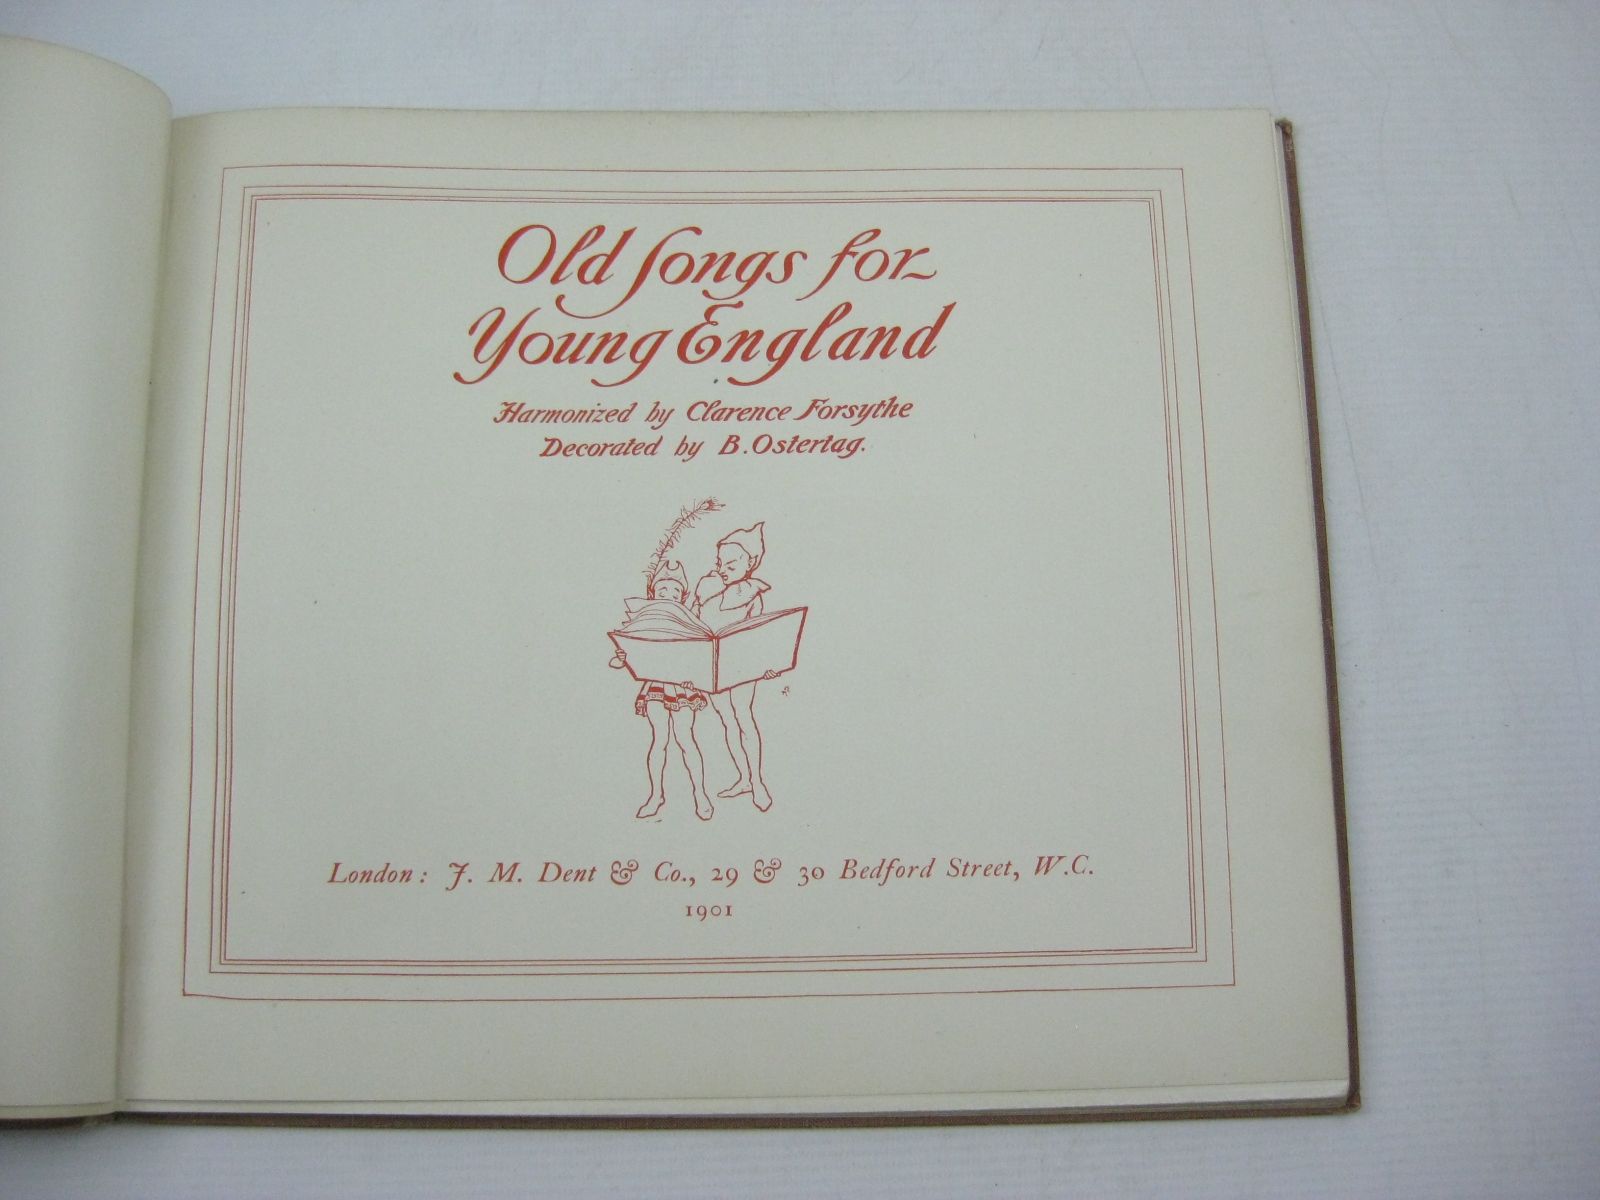 Old Songs for
Young England
Harmonized by Clarence Forsythe
Decorated by B. Ostertag.
London: J. M. Dent & Co., 29 & 30 Bedford Street, W.C.
1901